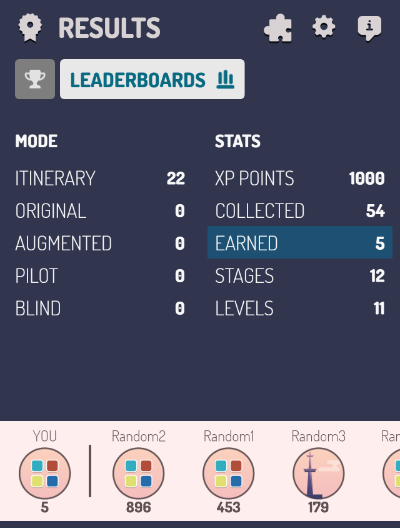 RESULTS
LEADERBOARDS
MODE
ITINERARY 22
ORIGINAL 0
AUGMENTED 0
PILOT 0
BLIND 0
STATS
XP POINTS 1000
COLLECTED 54
EARNED 5
STAGES 12
LEVELS 11
YOU Random2 Random1 Random3
5 896 453 179